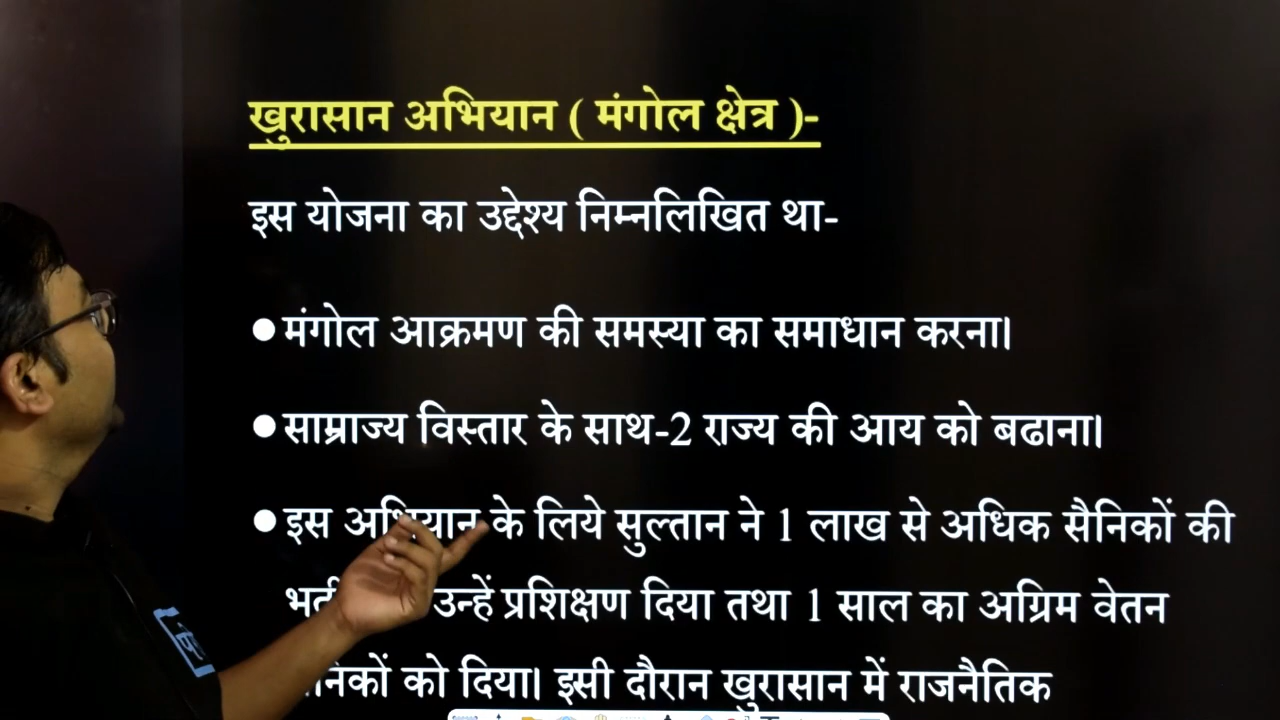 खुरासान अभियान ( मंगोल क्षेत्र )-
इस योजना का उद्देश्य निम्नलिखित था-
●मंगोल आक्रमण की समस्या का समाधान करना।
●साम्राज्य विस्तार के साथ-2 राज्य की आय को बढाना।
●इस अभियान के लिये सुल्तान ने 1 लाख से अधिक सैनिकों की
उन्हें प्रशिक्षण दिया तथा 1 साल का अग्रिम वेतन
को दिया। इसी दौरान खुरासान में राजनैतिक